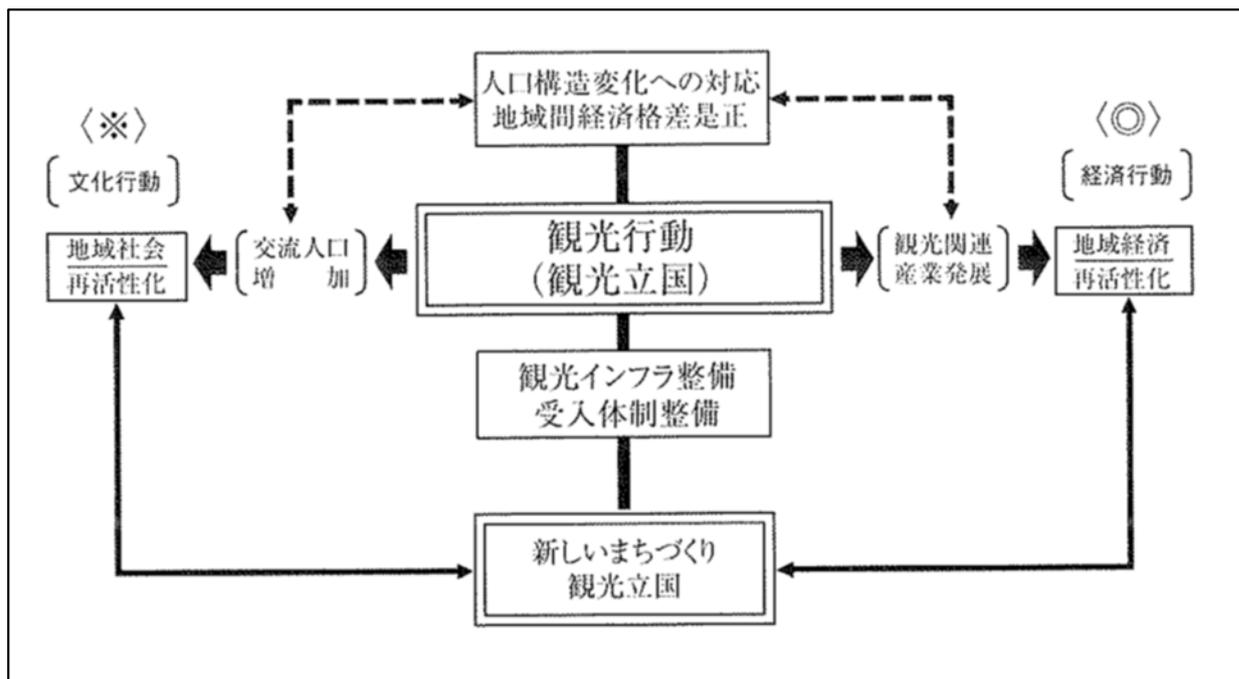 人口構造変化への対応
地域間経済格差是正
〈※〉
〔文化行動〕
〈◎〉
〔経済行動〕
地域社会
再活性化
交流人口
増　　加
観光行動
(観光立国)
観光関連
産業発展
地域経済
再活性化
観光インフラ整備
受入体制整備
新しいまちづくり
観光立国